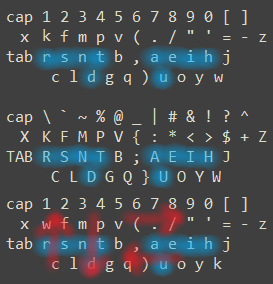 cap 1 2 3 4 5 6 7 8 9 0 [ ]
x k f m p v ( . / " ' = - z
tab r s n t b , a e i h j
c l d g q ) u o y w
cap \ ` ~ % @ _ | # & ! ? ^
X K F M P V { : * < > $ + Z
TAB R S N T B ; A E I H J
C L D G Q } U O Y W
cap 1 2 3 4 5 6 7 8 9 0 [ ]
x w f m p v ( . / " ' = - z
tab r s n t b , a e i h j
c l d g q ) u o y k